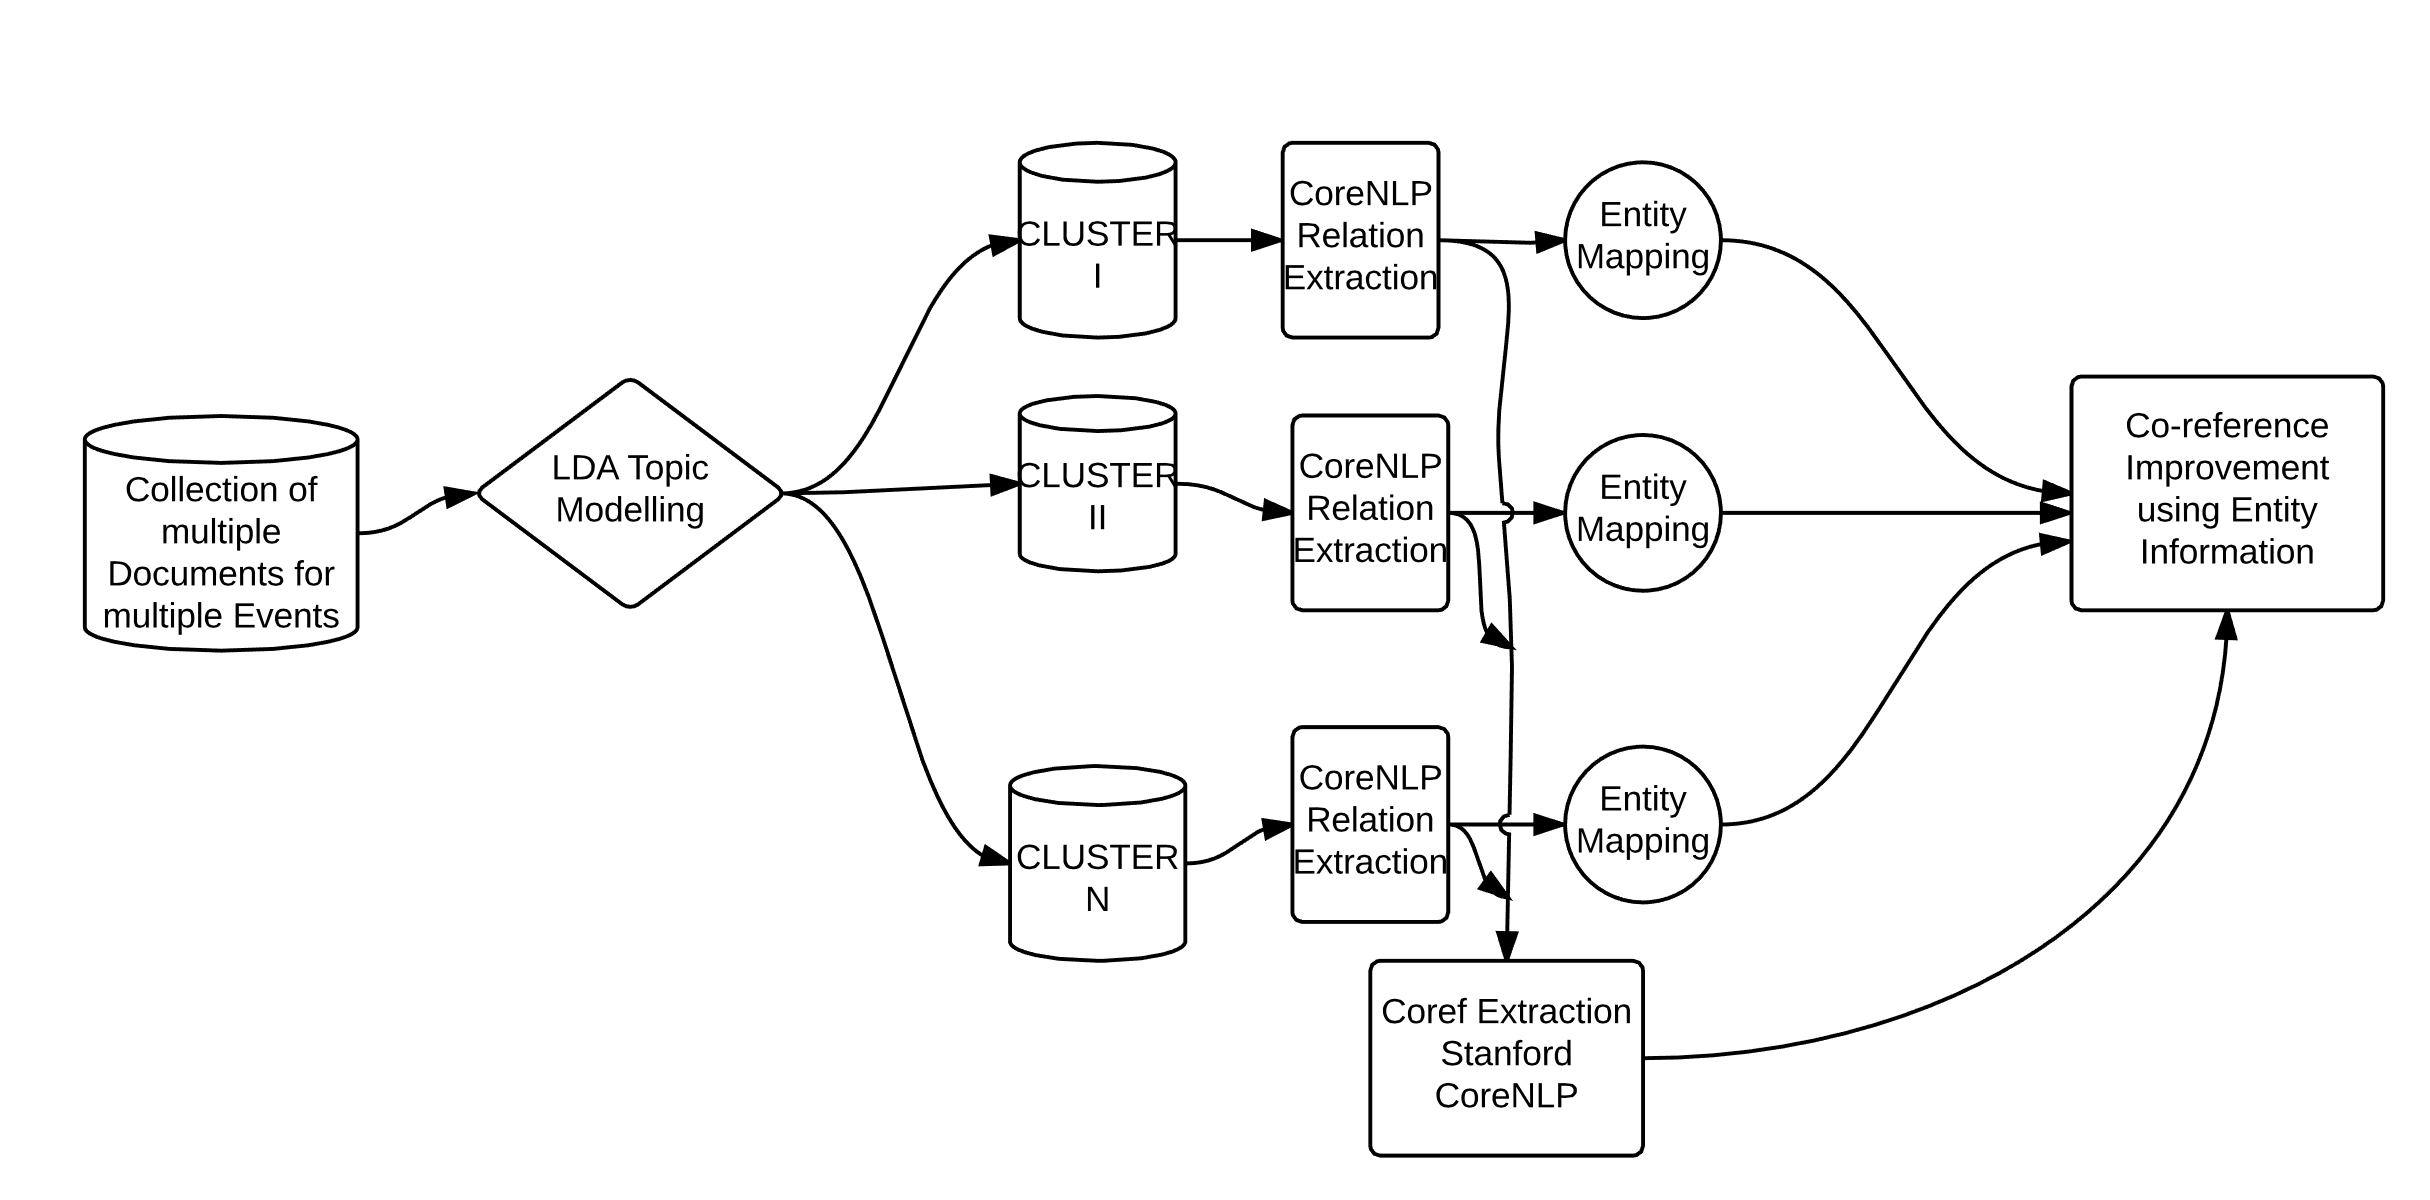 Collection of
multiple
Documents for
multiple Events
LDA Topic
Modelling
CLUSTER
I
CoreNLP
Relation
Extraction
Entity
Mapping
CLUSTER
II
CoreNLP
Relation
Extraction
Entity
Mapping
CLUSTER
N
CoreNLP
Relation
Extraction
Entity
Mapping
Coref Extraction
Stanford
CoreNLP
Co-reference
Improvement
using Entity
Information